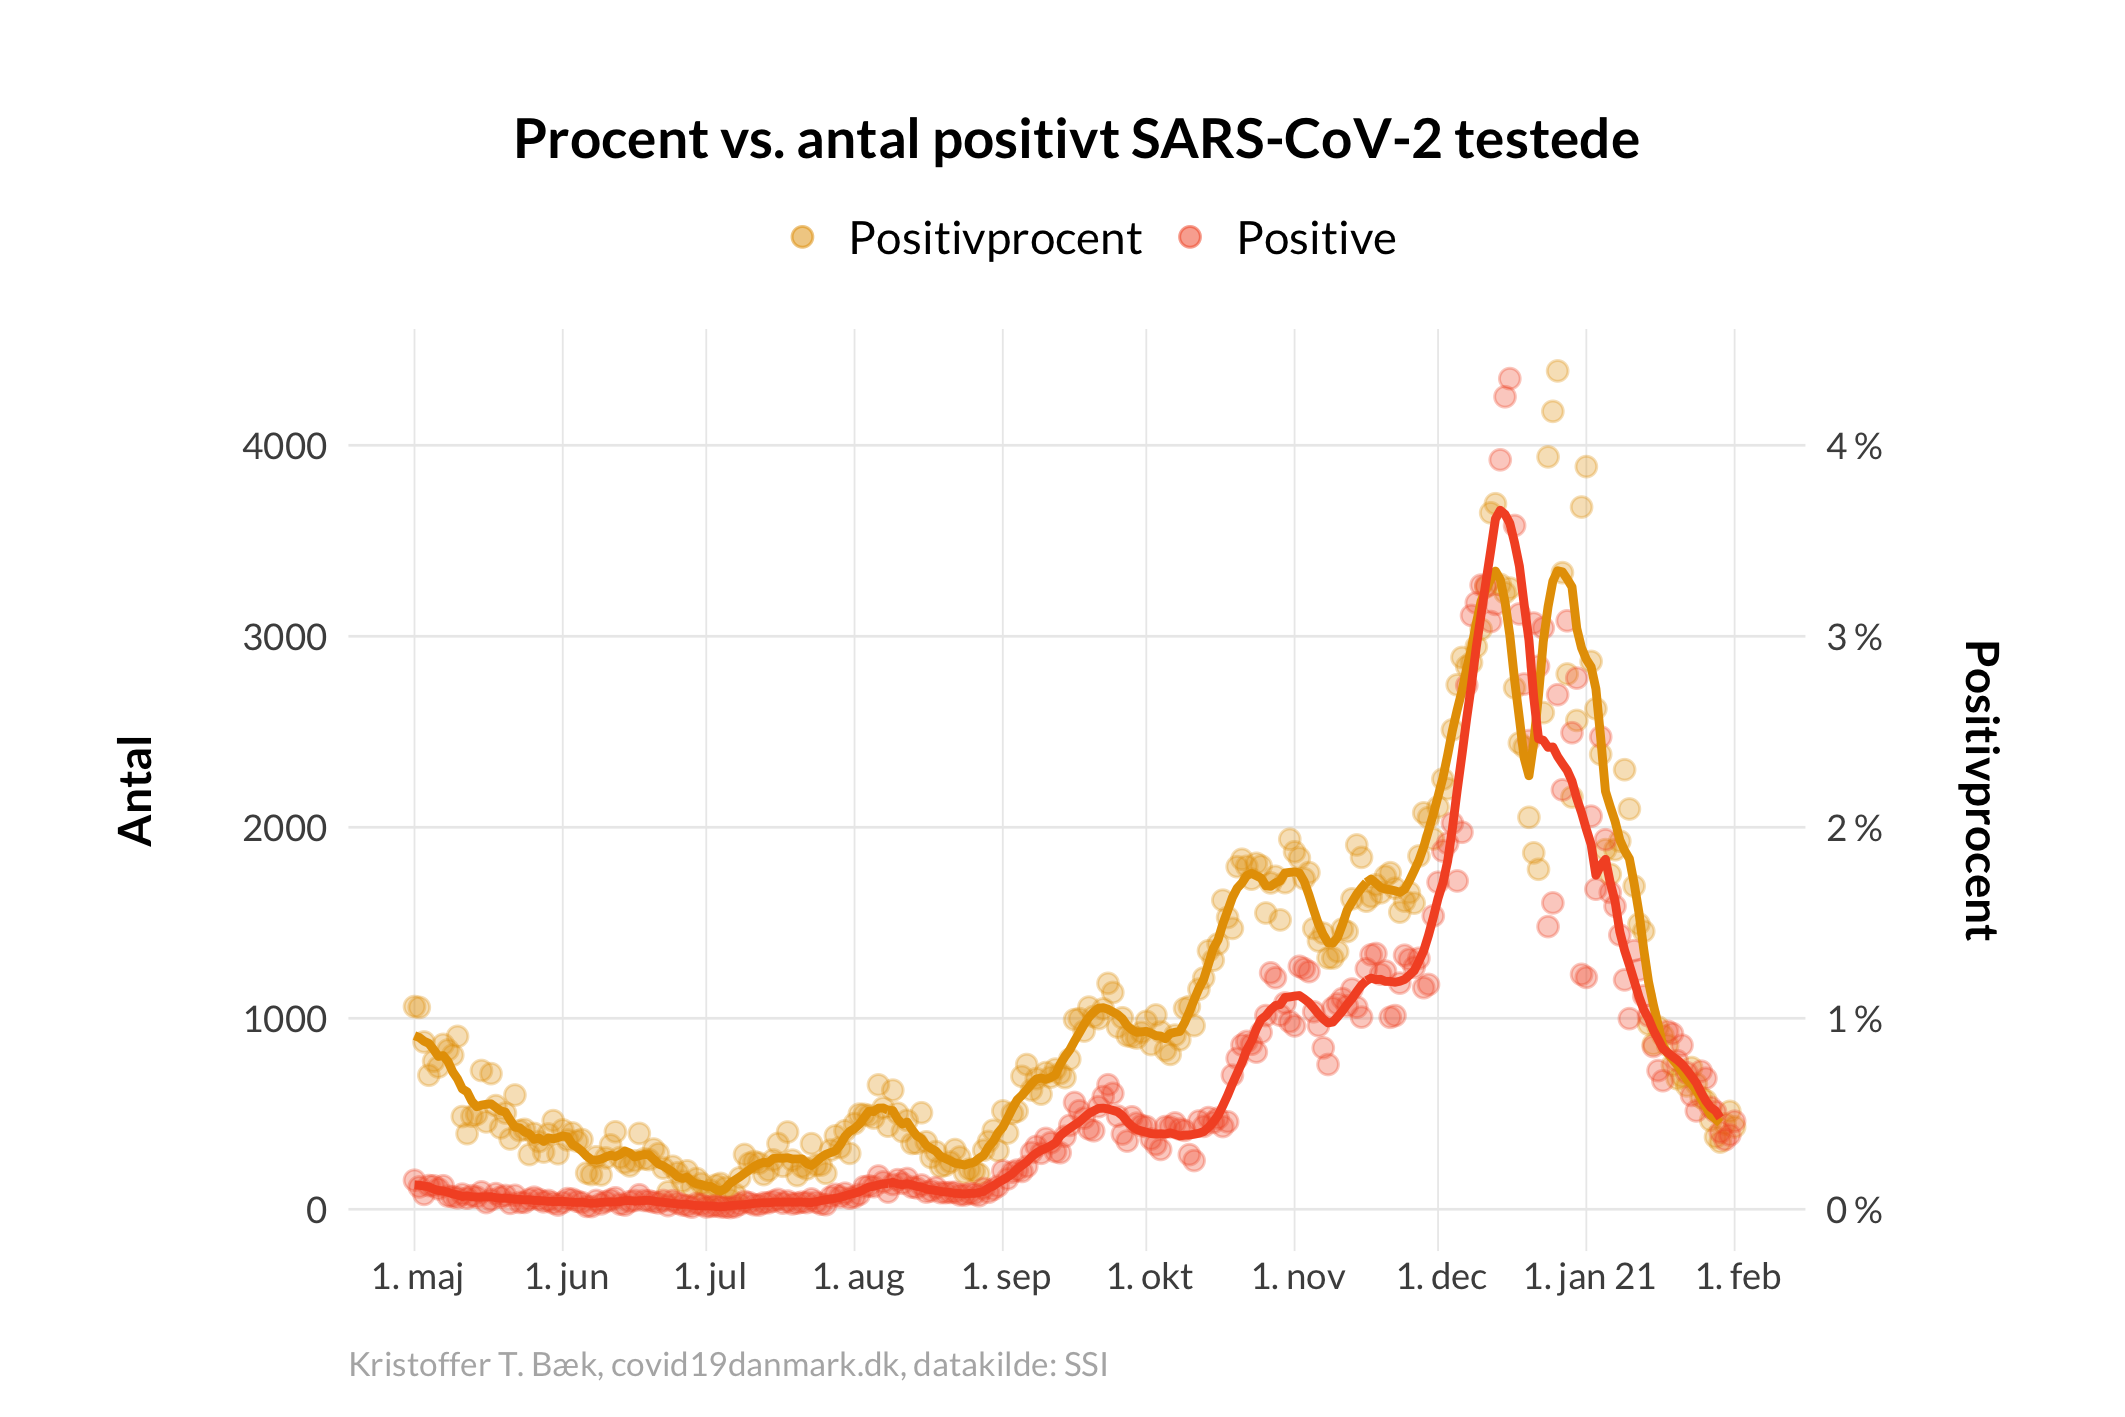 Procent vs. antal positivt SARS-CoV-2 testede
Positivprocent
Positive
Antal
4000
3000
2000
1000
0
4 %
3 %
2 %
1 %
0 %
Positivprocent
1. maj
1. jun
1. jul
1. aug
1. sep
1. okt
1. nov
1. dec
1. jan 21
1. feb
Kristoffer T. Bæk, covid19danmark.dk, datakilde: SSI